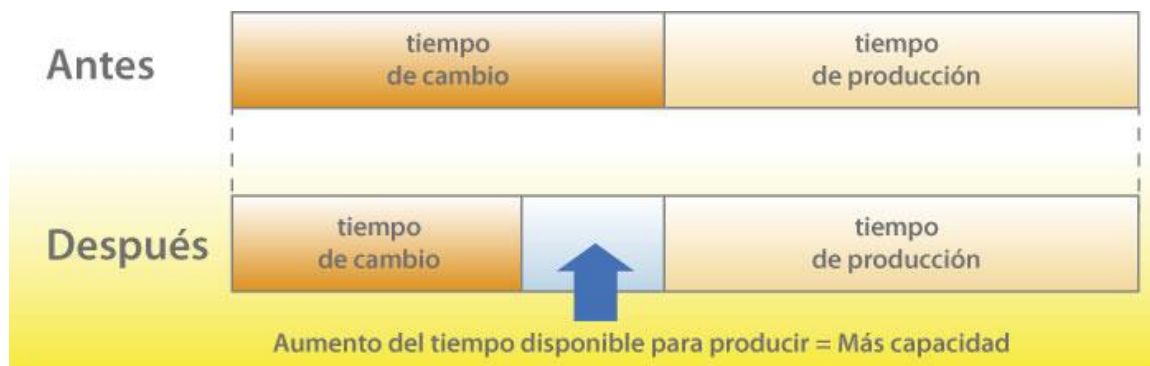 Antes
tiempo
de cambio
tiempo
de producción
Después
tiempo
de cambio
tiempo
de producción
Aumento del tiempo disponible para producir = Más capacidad